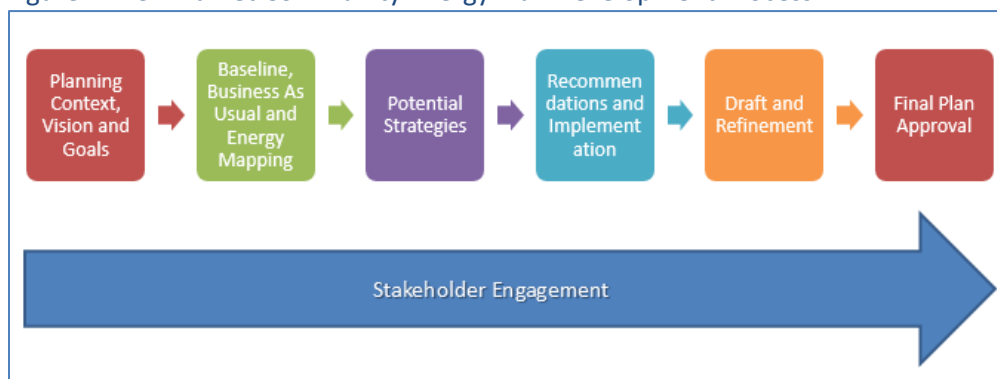 Planning
Context,
Vision and
Goals
Baseline,
Business As
Usual and
Energy
Mapping
Potential
Strategies
Recommen
dations and
Implement
ation
Draft and
Refinement
Final Plan
Approval
Stakeholder Engagement